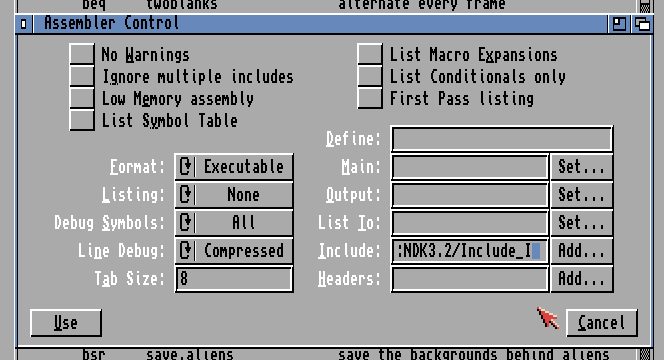 beq twoblanks alternate every frame
Assembler Control
No Warnings
List Macro Expansions
Ignore multiple includes
List Conditionals only
Low Memory assembly
First Pass listing
List Symbol Table
Define:
Format: Executable
Main: Set...
Listing: None
Output: Set...
Debug Symbols: All
List To: Set...
Line Debug: Compressed
Include: :NDK3.2/Include_I Add...
Tab Size: 8
Headers: Add...
Use
Cancel
bsr save.aliens save the backgrounds behind aliens